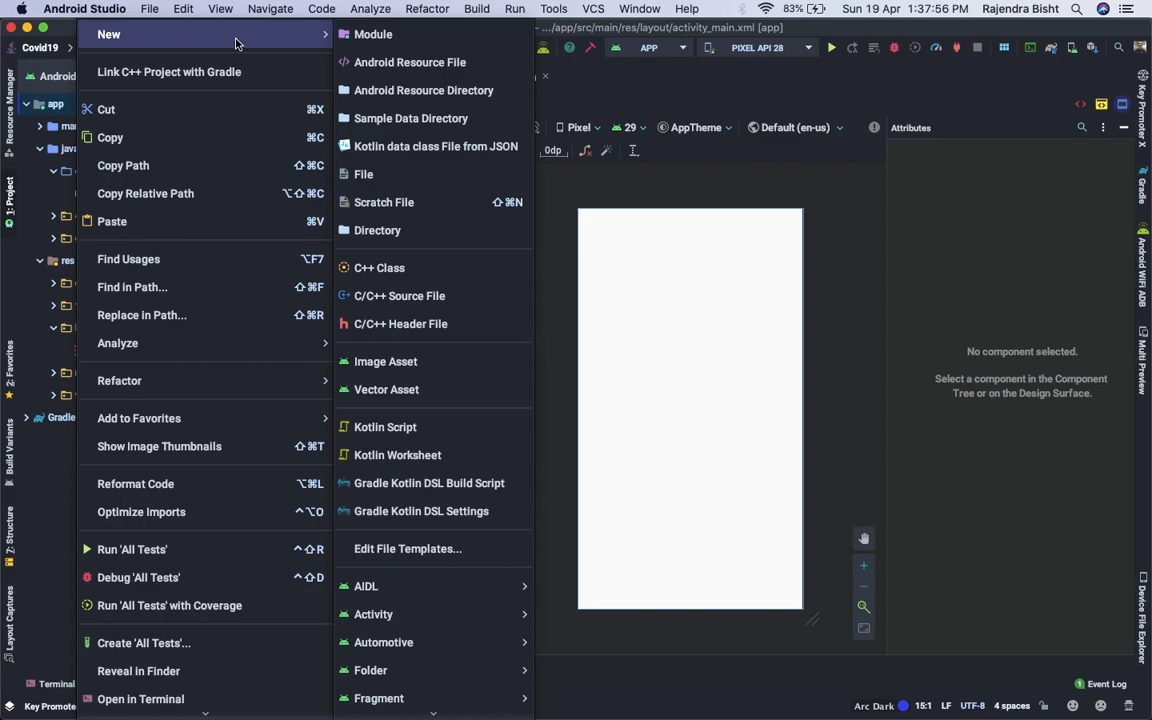 Android Studio File Edit View Navigate Code Analyze Refactor Build Run Tools VCS Window Help 83% Sun 19 Apr 1:37:56 PM Rajendra Bisht
.../app/src/main/res/layout/activity_main.xml [app]
Covid19
APP
PIXEL API 28
Android
app
java
res
Gradle
Resource Manager
1: Project
2: Favorites
Build Variants
7: Structure
Layout Captures
New
Link C++ Project with Gradle
Cut ⌘X
Copy ⌘C
Copy Path ⇧⌘C
Copy Relative Path ⌥⇧⌘C
Paste ⌘V
Find Usages ⌥F7
Find in Path... ⇧⌘F
Replace in Path... ⇧⌘R
Analyze
Refactor
Add to Favorites
Show Image Thumbnails ⇧⌘T
Reformat Code ⌥⌘L
Optimize Imports ^⌥O
Run 'All Tests' ^⇧R
Debug 'All Tests' ^⇧D
Run 'All Tests' with Coverage
Create 'All Tests'...
Reveal in Finder
Open in Terminal
Module
Android Resource File
Android Resource Directory
Sample Data Directory
Kotlin data class File from JSON
File
Scratch File ⇧⌘N
Directory
C++ Class
C/C++ Source File
C/C++ Header File
Image Asset
Vector Asset
Kotlin Script
Kotlin Worksheet
Gradle Kotlin DSL Build Script
Gradle Kotlin DSL Settings
Edit File Templates...
AIDL
Activity
Automotive
Folder
Fragment
Pixel 29 AppTheme Default (en-us)
0dp
Attributes
No component selected.
Select a component in the Component
Tree or on the Design Surface.
Key Promoter X
Gradle
Android WiFi ADB
Multi Preview
Device File Explorer
Terminal
1 Event Log
Key Promote
Arc Dark 15:1 LF UTF-8 4 spaces